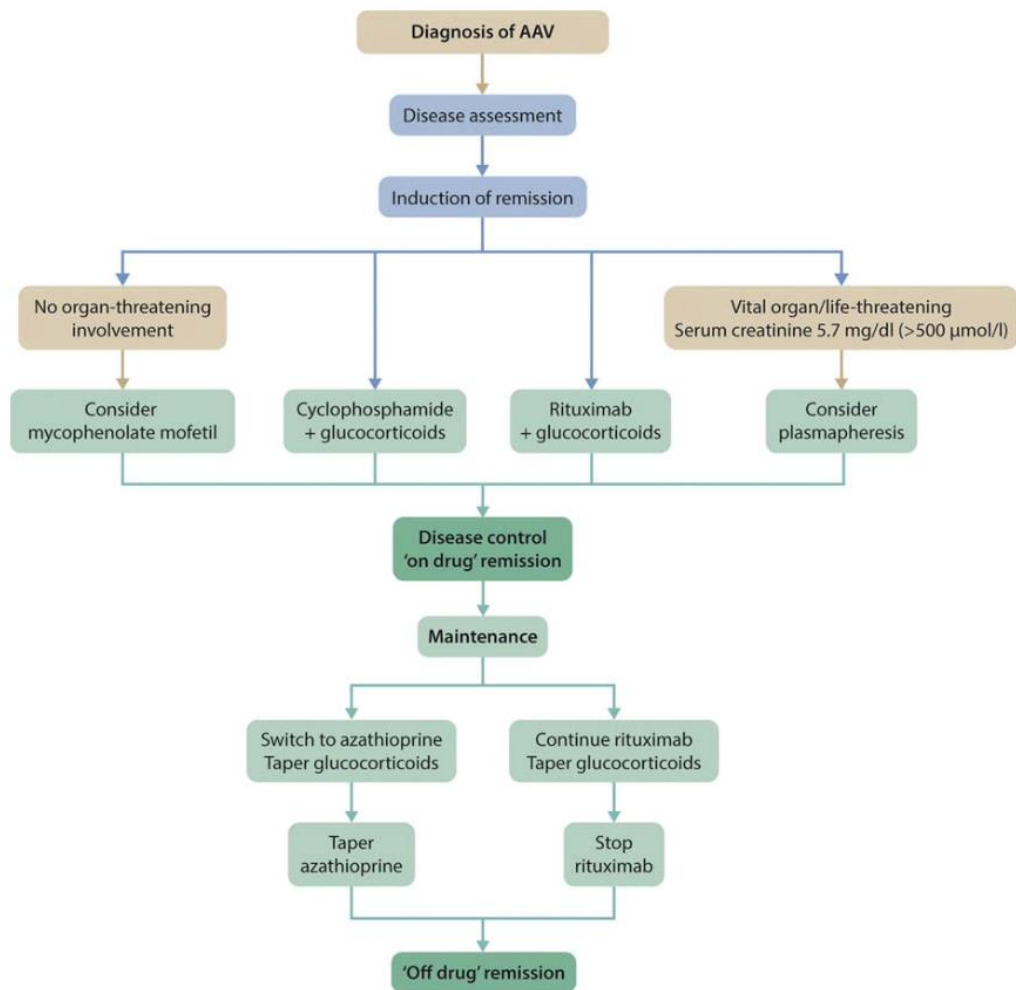 Diagnosis of AAV
Disease assessment
Induction of remission
No organ-threatening
involvement
Vital organ/life-threatening
Serum creatinine 5.7 mg/dl (>500 µmol/l)
Consider
mycophenolate mofetil
Cyclophosphamide
+ glucocorticoids
Rituximab
+ glucocorticoids
Consider
plasmapheresis
Disease control
‘on drug’ remission
Maintenance
Switch to azathioprine
Taper glucocorticoids
Continue rituximab
Taper glucocorticoids
Taper
azathioprine
Stop
rituximab
‘Off drug’ remission